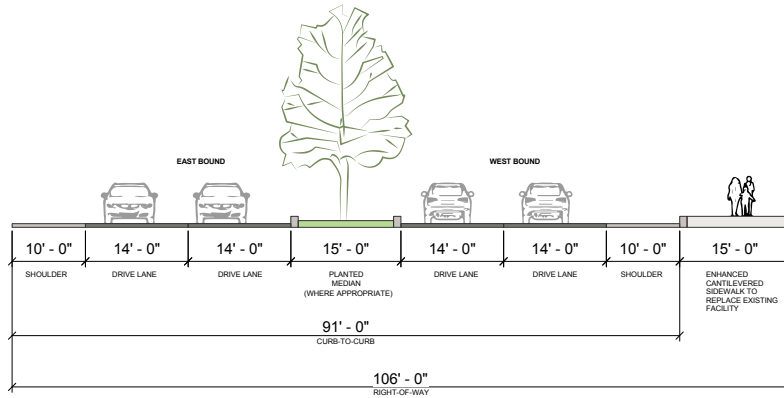 EAST BOUND
WEST BOUND
10' - 0"
14' - 0"
14' - 0"
15' - 0"
14' - 0"
14' - 0"
10' - 0"
15' - 0"
SHOULDER
DRIVE LANE
DRIVE LANE
PLANTED
MEDIAN
(WHERE APPROPRIATE)
DRIVE LANE
DRIVE LANE
SHOULDER
ENHANCED
CANTILEVERED
SIDEWALK TO
REPLACE EXISTING
FACILITY
91' - 0"
CURB-TO-CURB
106' - 0"
RIGHT-OF-WAY